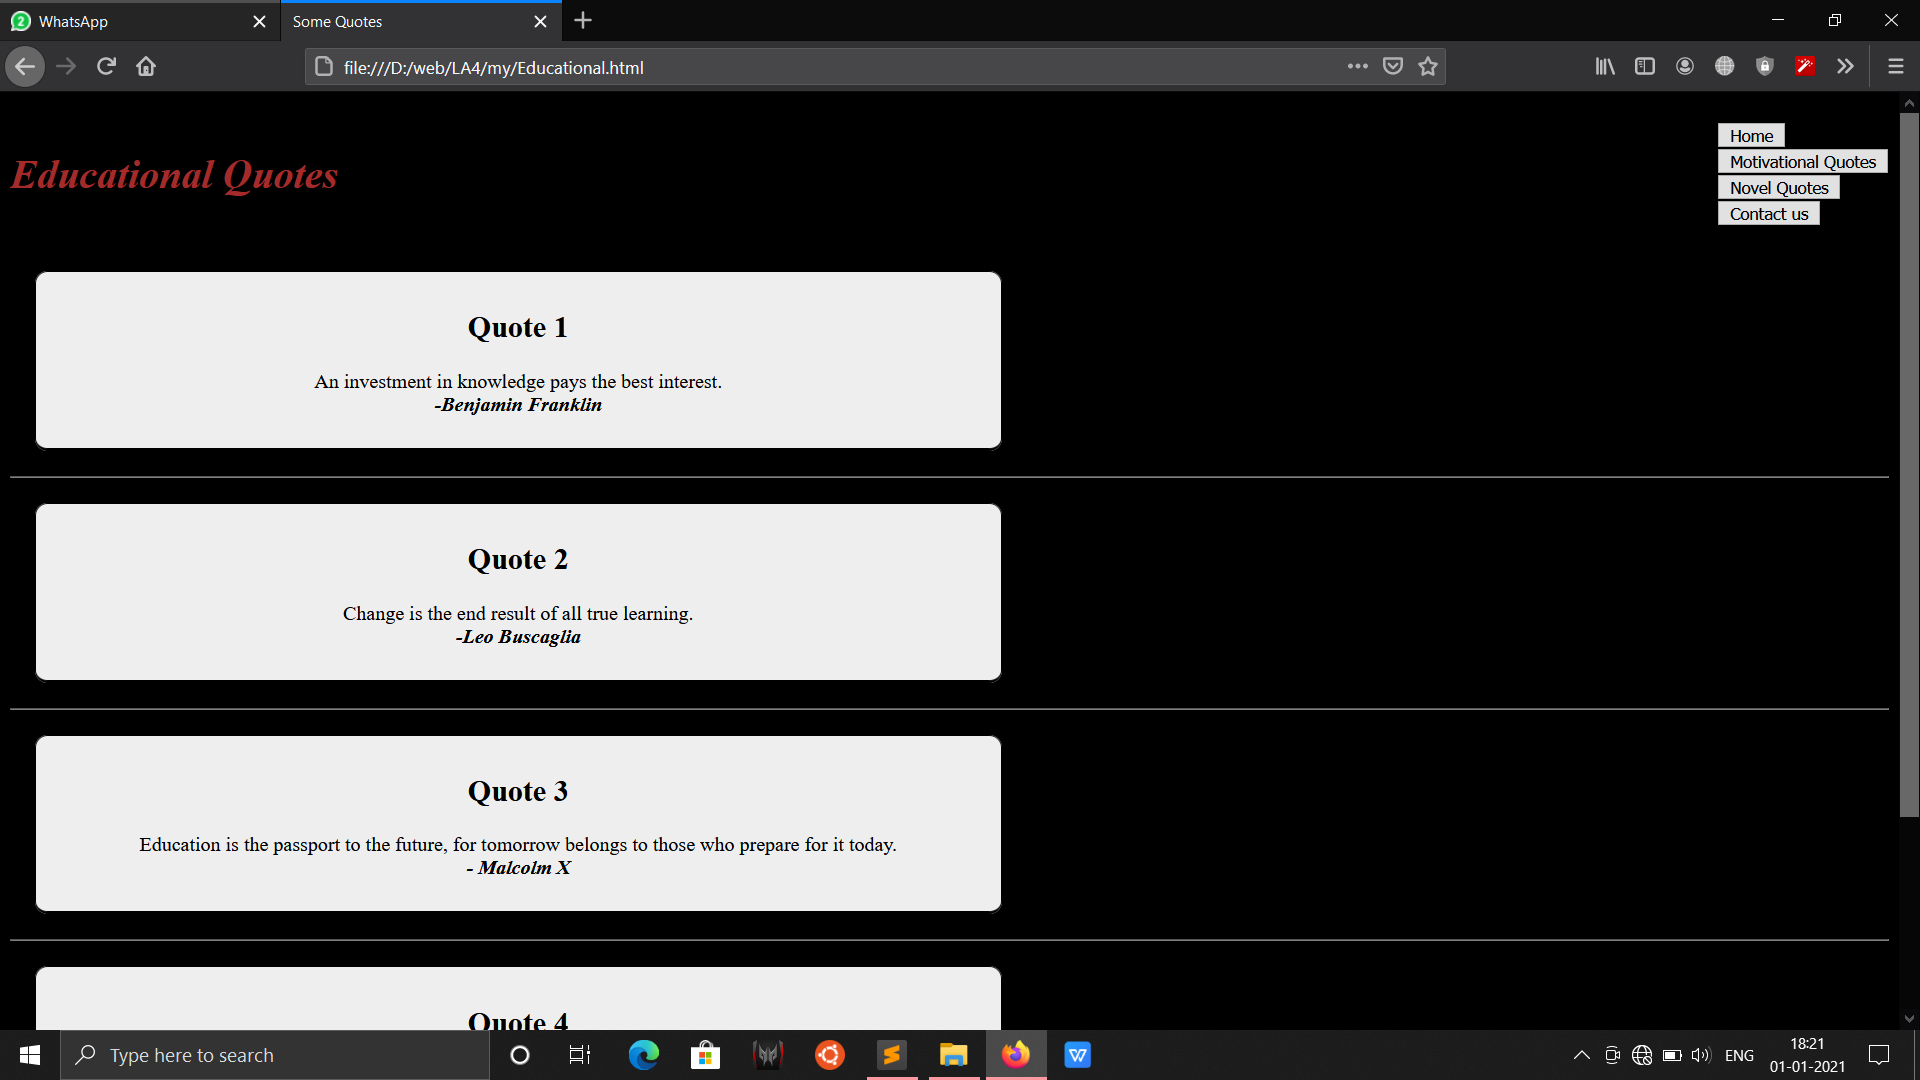 WhatsApp
Some Quotes
file:///D:/web/LA4/my/Educational.html
Home
Motivational Quotes
Novel Quotes
Contact us
Educational Quotes
Quote 1
An investment in knowledge pays the best interest.
-Benjamin Franklin
Quote 2
Change is the end result of all true learning.
-Leo Buscaglia
Quote 3
Education is the passport to the future, for tomorrow belongs to those who prepare for it today.
- Malcolm X
Quote 4
Type here to search
ENG
18:21
01-01-2021